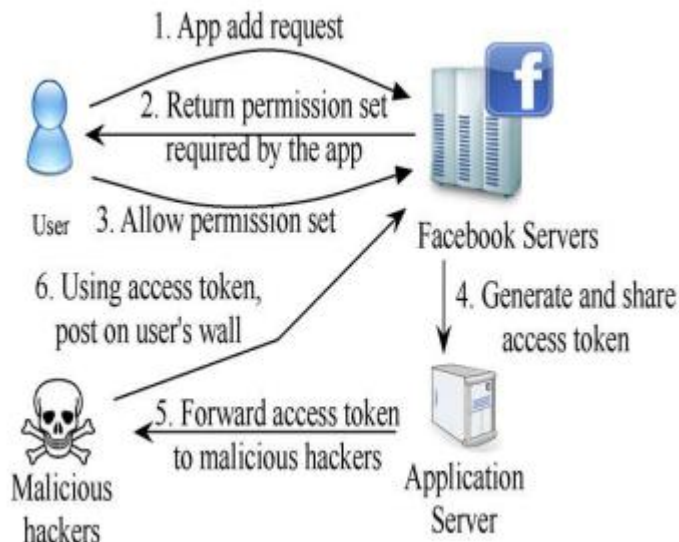 1. App add request
f
2. Return permission set
required by the app
User
3. Allow permission set
Facebook Servers
6. Using access token,
post on user's wall
4. Generate and share
access token
5. Forward access token
to malicious hackers
Malicious
hackers
Application
Server